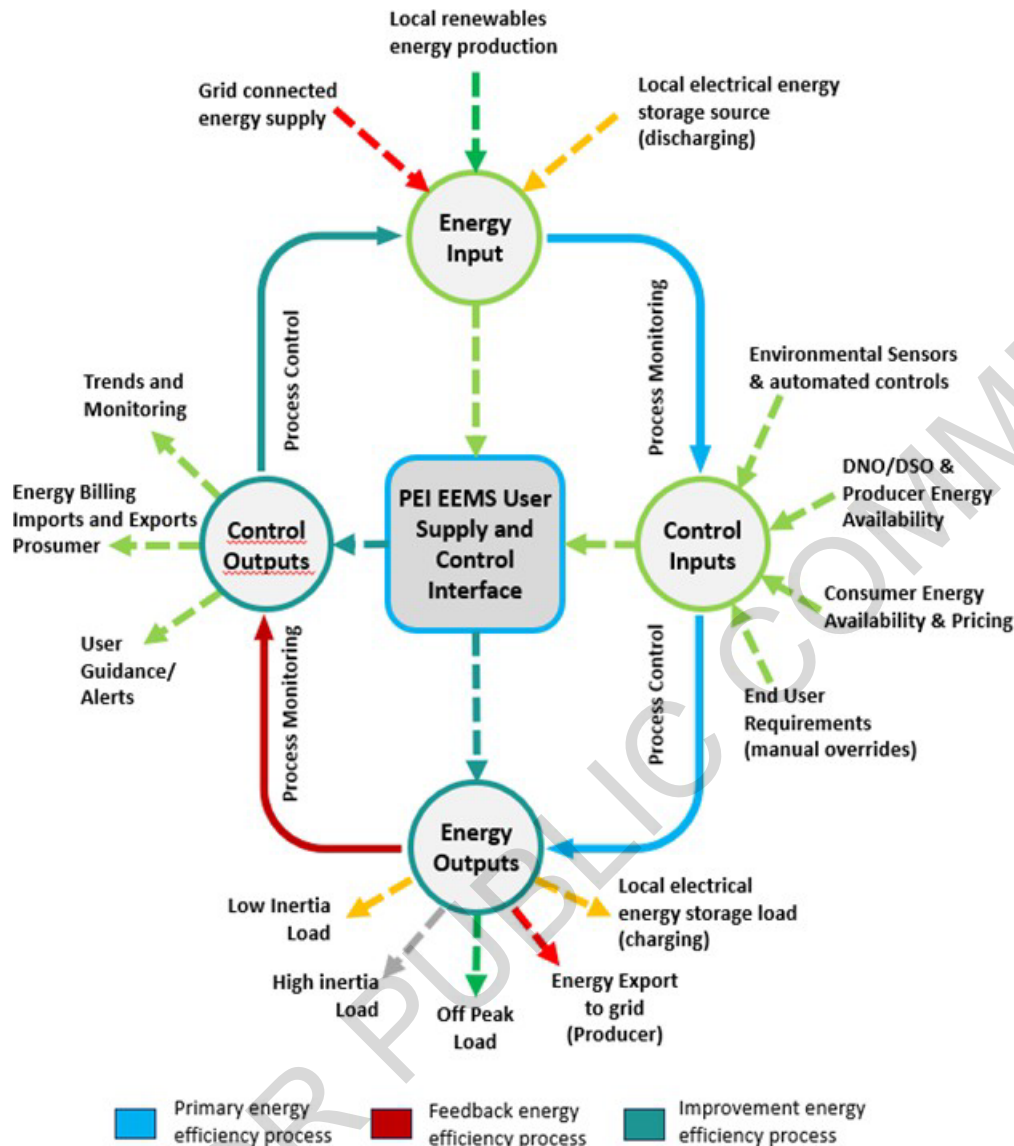 Local renewables
energy production
Grid connected
energy supply
Local electrical energy
storage source
(discharging)
Energy
Input
Process Control
Process Monitoring
Trends and
Monitoring
Environmental Sensors
& automated controls
Energy Billing
Imports and Exports
Prosumer
Control
Outputs
PEI EEMS User
Supply and
Control
Interface
Control
Inputs
DNO/DSO &
Producer Energy
Availability
Consumer Energy
Availability & Pricing
User
Guidance/
Alerts
Process Monitoring
Process Control
End User
Requirements
(manual overrides)
Energy
Outputs
Low Inertia
Load
High inertia
Load
Off Peak
Load
Energy Export
to grid
(Producer)
Local electrical
energy storage load
(charging)
Primary energy
efficiency process
Feedback energy
efficiency process
Improvement energy
efficiency process
R PUBLIC COMM